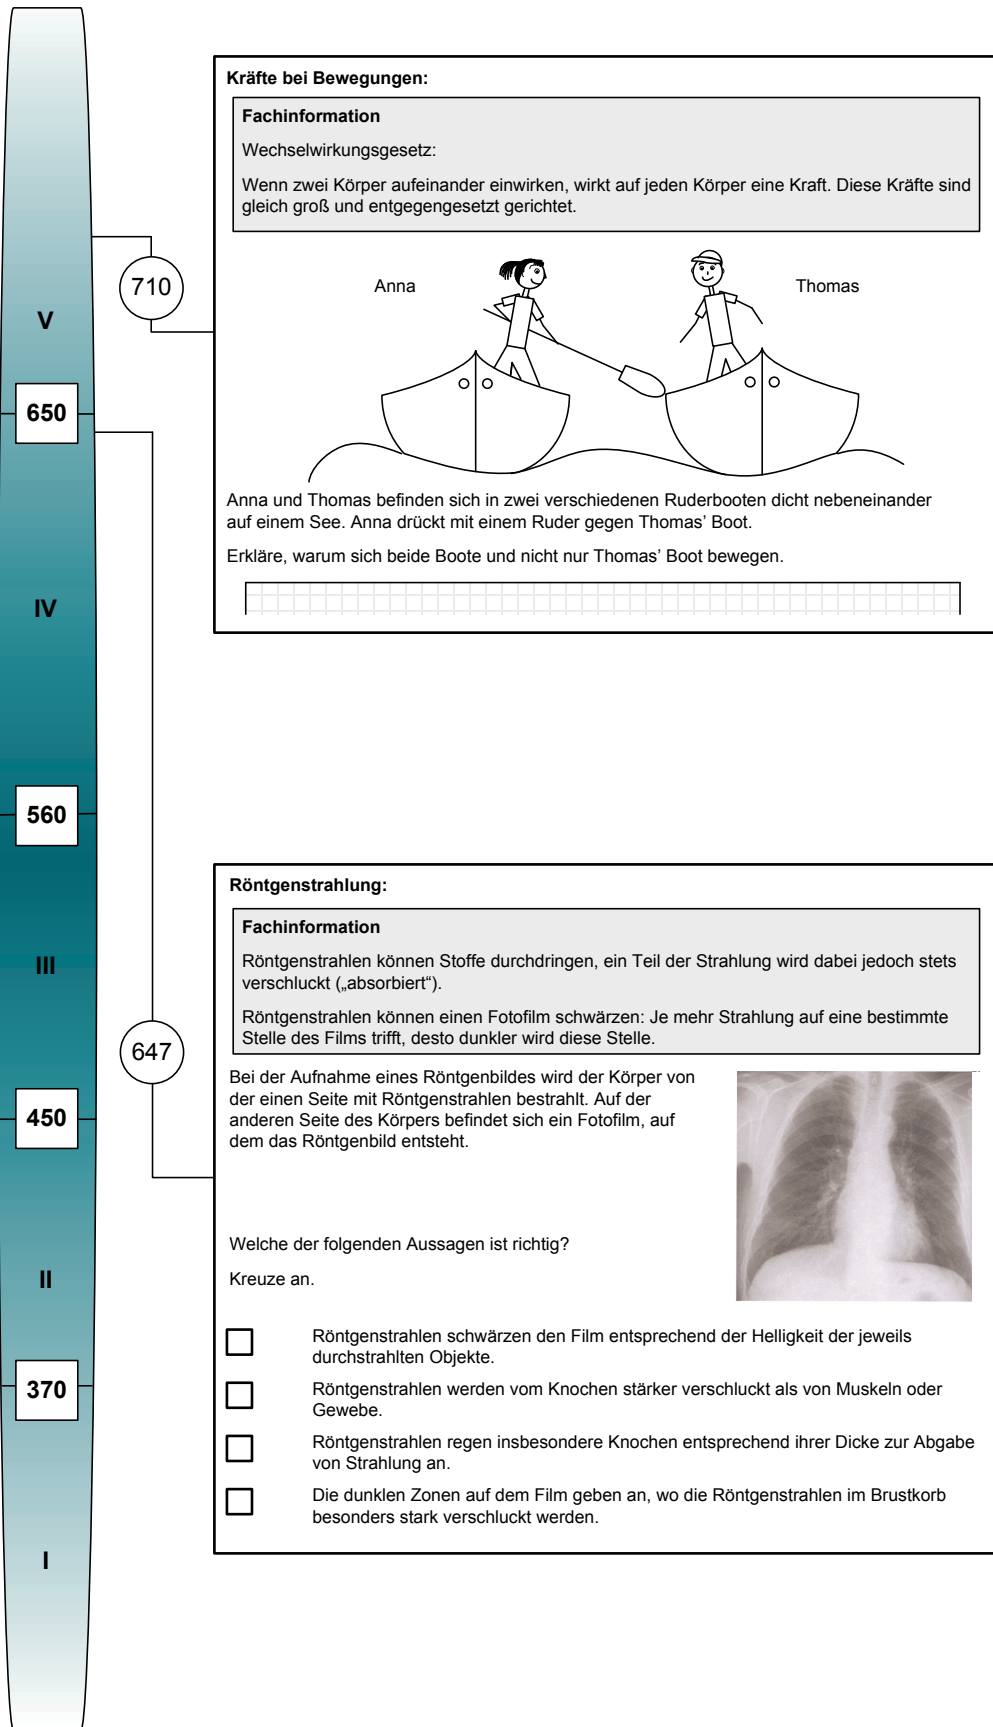 Kräfte bei Bewegungen:
Fachinformation
Wechselwirkungsgesetz:
Wenn zwei Körper aufeinander einwirken, wirkt auf jeden Körper eine Kraft. Diese Kräfte sind
gleich groß und entgegengesetzt gerichtet.
710
Anna
Thomas
V
650
Anna und Thomas befinden sich in zwei verschiedenen Ruderbooten dicht nebeneinander
auf einem See. Anna drückt mit einem Ruder gegen Thomas’ Boot.
Erkläre, warum sich beide Boote und nicht nur Thomas’ Boot bewegen.
IV
560
Röntgenstrahlung:
Fachinformation
Röntgenstrahlen können Stoffe durchdringen, ein Teil der Strahlung wird dabei jedoch stets
verschluckt („absorbiert“).
Röntgenstrahlen können einen Fotofilm schwärzen: Je mehr Strahlung auf eine bestimmte
Stelle des Films trifft, desto dunkler wird diese Stelle.
III
647
Bei der Aufnahme eines Röntgenbildes wird der Körper von
der einen Seite mit Röntgenstrahlen bestrahlt. Auf der
anderen Seite des Körpers befindet sich ein Fotofilm, auf
dem das Röntgenbild entsteht.
450
Welche der folgenden Aussagen ist richtig?
Kreuze an.
II
Röntgenstrahlen schwärzen den Film entsprechend der Helligkeit der jeweils
durchstrahlten Objekte.
370
Röntgenstrahlen werden vom Knochen stärker verschluckt als von Muskeln oder
Gewebe.
Röntgenstrahlen regen insbesondere Knochen entsprechend ihrer Dicke zur Abgabe
von Strahlung an.
Die dunklen Zonen auf dem Film geben an, wo die Röntgenstrahlen im Brustkorb
besonders stark verschluckt werden.
I